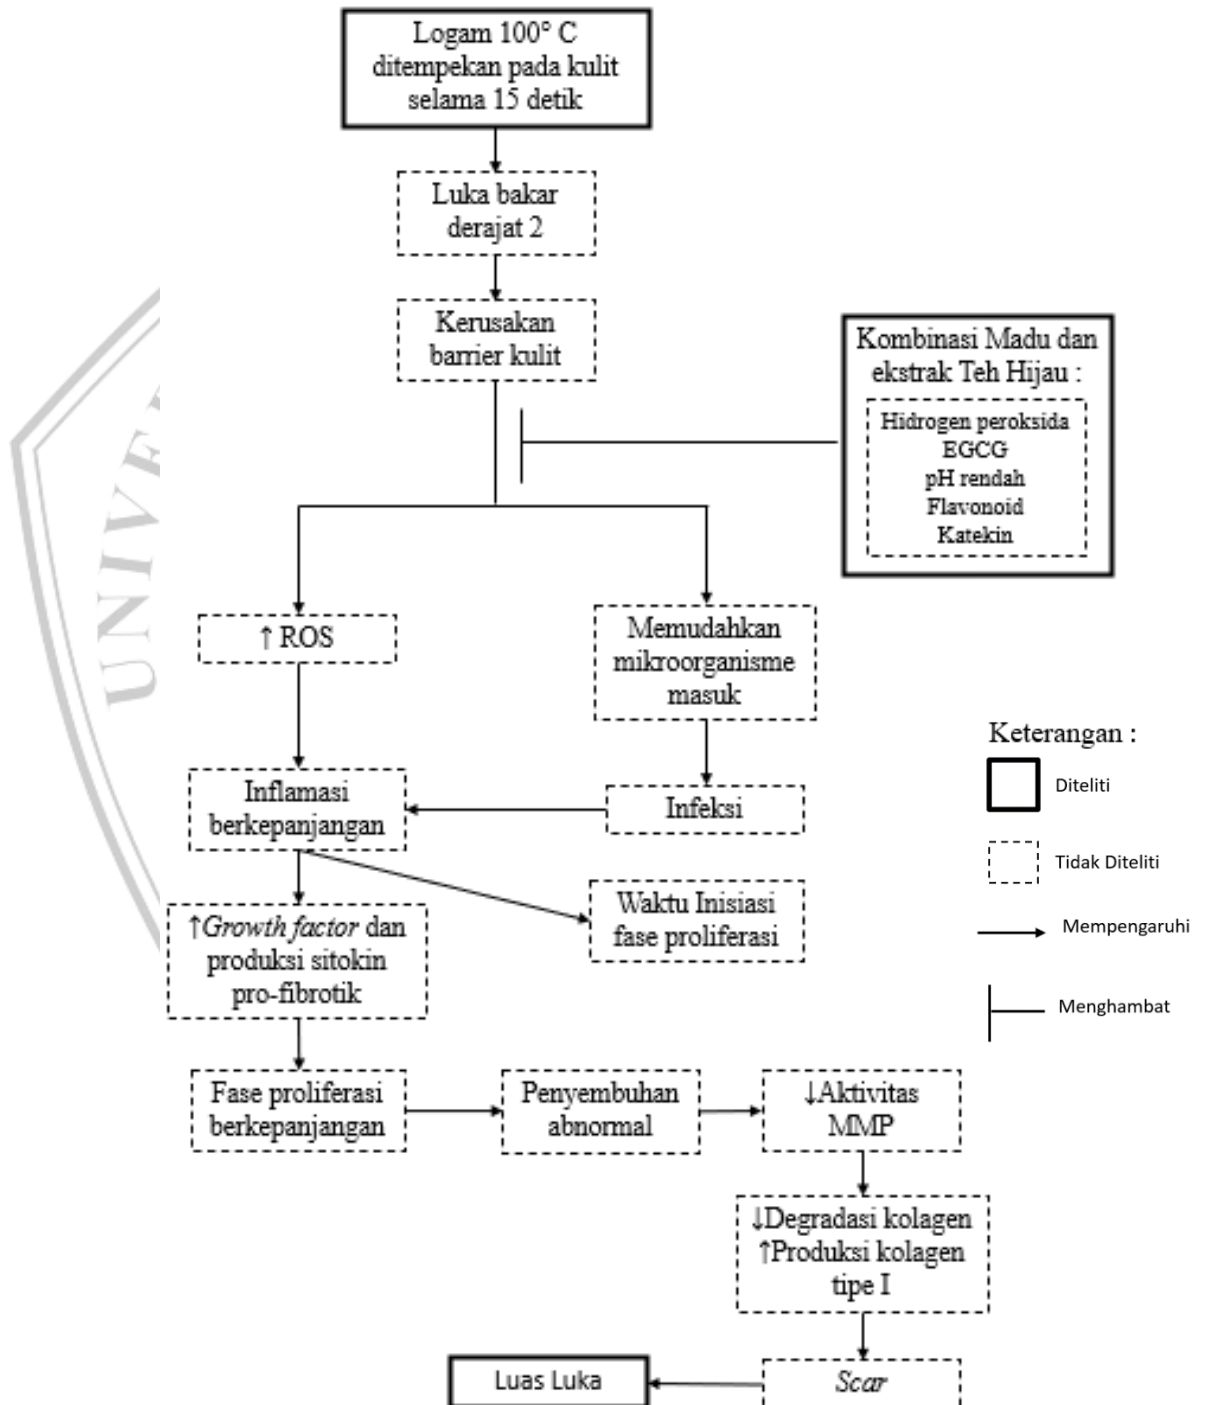 Logam 100° C
ditempekan pada kulit
selama 15 detik
Luka bakar
derajat 2
Kerusakan
barrier kulit
Kombinasi Madu dan
ekstrak Teh Hijau :
Hidrogen peroksida
EGCG
pH rendah
Flavonoid
Katekin
↑ ROS
Memudahkan
mikroorganisme
masuk
Inflamasi
berkepanjangan
Infeksi
↑Growth factor dan
produksi sitokin
pro-fibrotik
Waktu Inisiasi
fase proliferasi
Fase proliferasi
berkepanjangan
Penyembuhan
abnormal
↓Aktivitas
MMP
↓Degradasi kolagen
↑Produksi kolagen
tipe I
Scar
Luas Luka
Keterangan :
Diteliti
Tidak Diteliti
Mempengaruhi
Menghambat